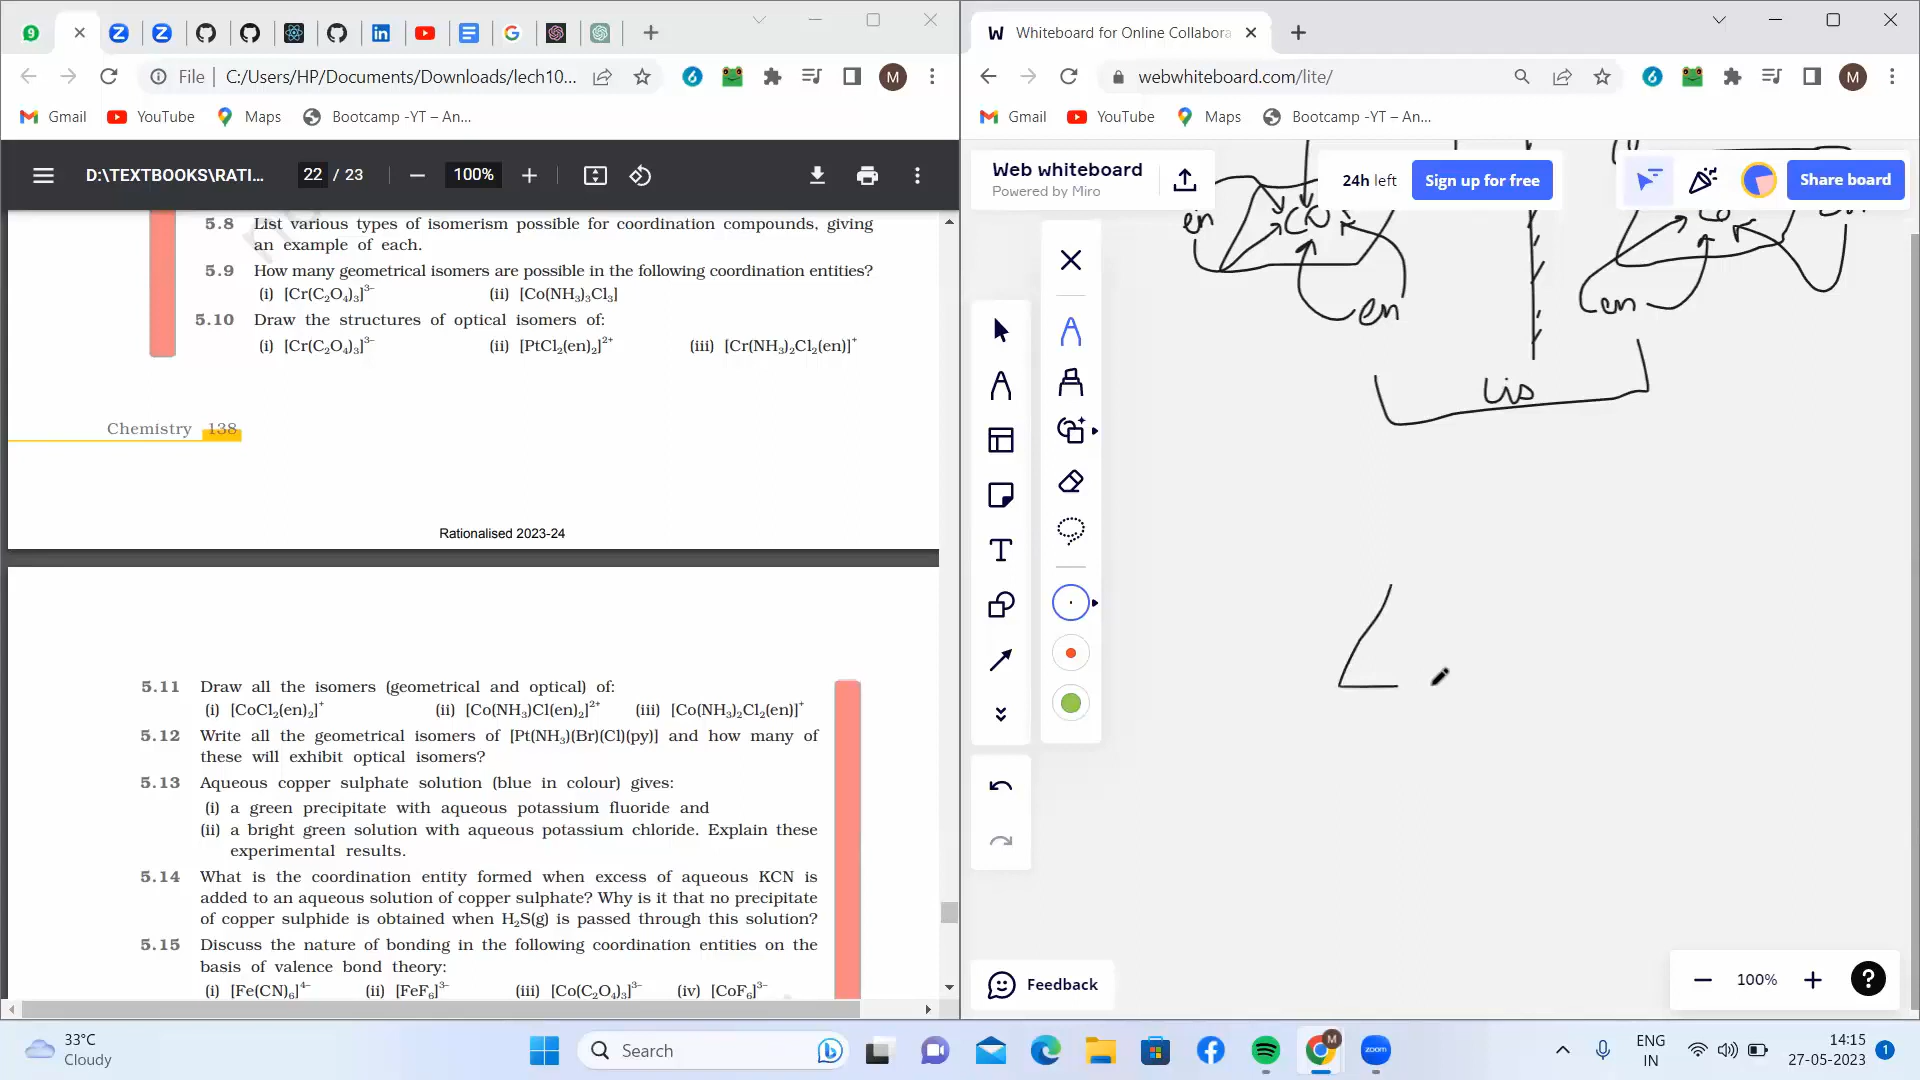 9
File
C:/Users/HP/Documents/Downloads/lech10...
M
Gmail
YouTube
Maps
Bootcamp -YT – An...
D:\TEXTBOOKS\RATI...
22 / 23
100%
5.8 List various types of isomerism possible for coordination compounds, giving
an example of each.
5.9 How many geometrical isomers are possible in the following coordination entities?
(i) [Cr(C₂O₄)₃]³⁻ (ii) [Co(NH₃)₃Cl₃]
5.10 Draw the structures of optical isomers of:
(i) [Cr(C₂O₄)₃]³⁻ (ii) [PtCl₂(en)₂]²⁺ (iii) [Cr(NH₃)₂Cl₂(en)]⁺
Chemistry 138
Rationalised 2023-24
5.11 Draw all the isomers (geometrical and optical) of:
(i) [CoCl₂(en)₂]⁺ (ii) [Co(NH₃)Cl(en)₂]²⁺ (iii) [Co(NH₃)₂Cl₂(en)]⁺
5.12 Write all the geometrical isomers of [Pt(NH₃)(Br)(Cl)(py)] and how many of
these will exhibit optical isomers?
5.13 Aqueous copper sulphate solution (blue in colour) gives:
(i) a green precipitate with aqueous potassium fluoride and
(ii) a bright green solution with aqueous potassium chloride. Explain these
experimental results.
5.14 What is the coordination entity formed when excess of aqueous KCN is
added to an aqueous solution of copper sulphate? Why is it that no precipitate
of copper sulphide is obtained when H₂S(g) is passed through this solution?
5.15 Discuss the nature of bonding in the following coordination entities on the
basis of valence bond theory:
(i) [Fe(CN)₆]⁴⁻ (ii) [FeF₆]³⁻ (iii) [Co(C₂O₄)₃]³⁻ (iv) [CoF₆]³⁻
Whiteboard for Online Collabora
webwhiteboard.com/lite/
M
Gmail
YouTube
Maps
Bootcamp -YT – An...
Web whiteboard
Powered by Miro
24h left
Sign up for free
Share board
en
en
en
cis
Feedback
100%
?
33°C
Cloudy
Search
zoom
ENG
IN
14:15
27-05-2023
1